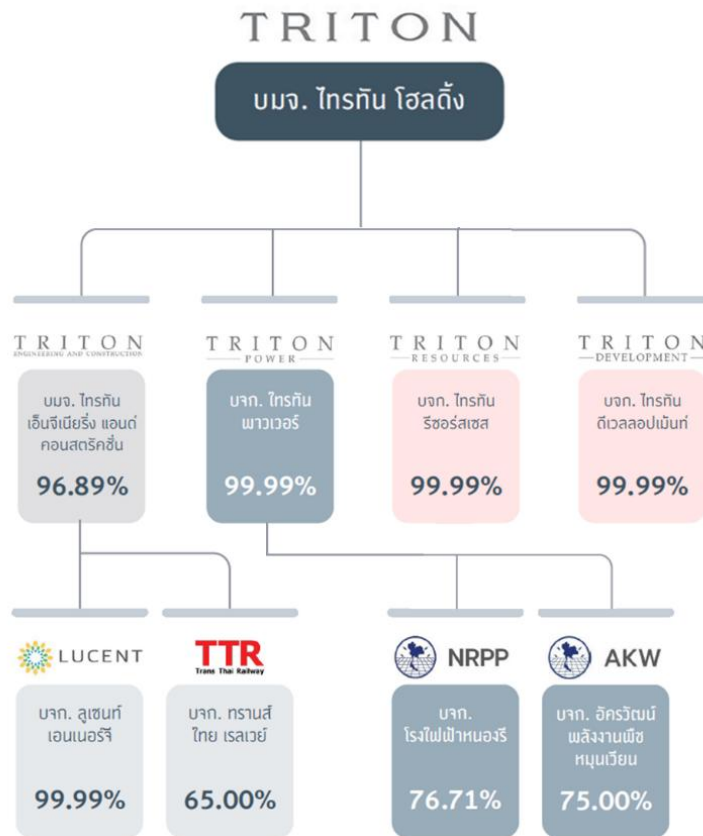 TRITON
บมจ. ไทรทัน โฮลดิ้ง
TRITON
ENGINEERING AND CONSTRUCTION
บมจ. ไทรทัน
เอ็นจีเนียริ่ง แอนด์
คอนสตรัคชั่น
96.89%
TRITON
POWER
บจก. ไทรทัน
พาวเวอร์
99.99%
TRITON
RESOURCES
บจก. ไทรทัน
รีซอร์สเซส
99.99%
TRITON
DEVELOPMENT
บจก. ไทรทัน
ดีเวลลอปเม้นท์
99.99%
LUCENT
บจก. ลูเซนท์
เอนเนอร์จี
99.99%
TTR
Trans Thai Railway
บจก. ทรานส์
ไทย เรลเวย์
65.00%
NRPP
บจก.
โรงไฟฟ้าหนองรี
76.71%
AKW
บจก. อัครวัฒน์
พลังงานพืช
หมุนเวียน
75.00%